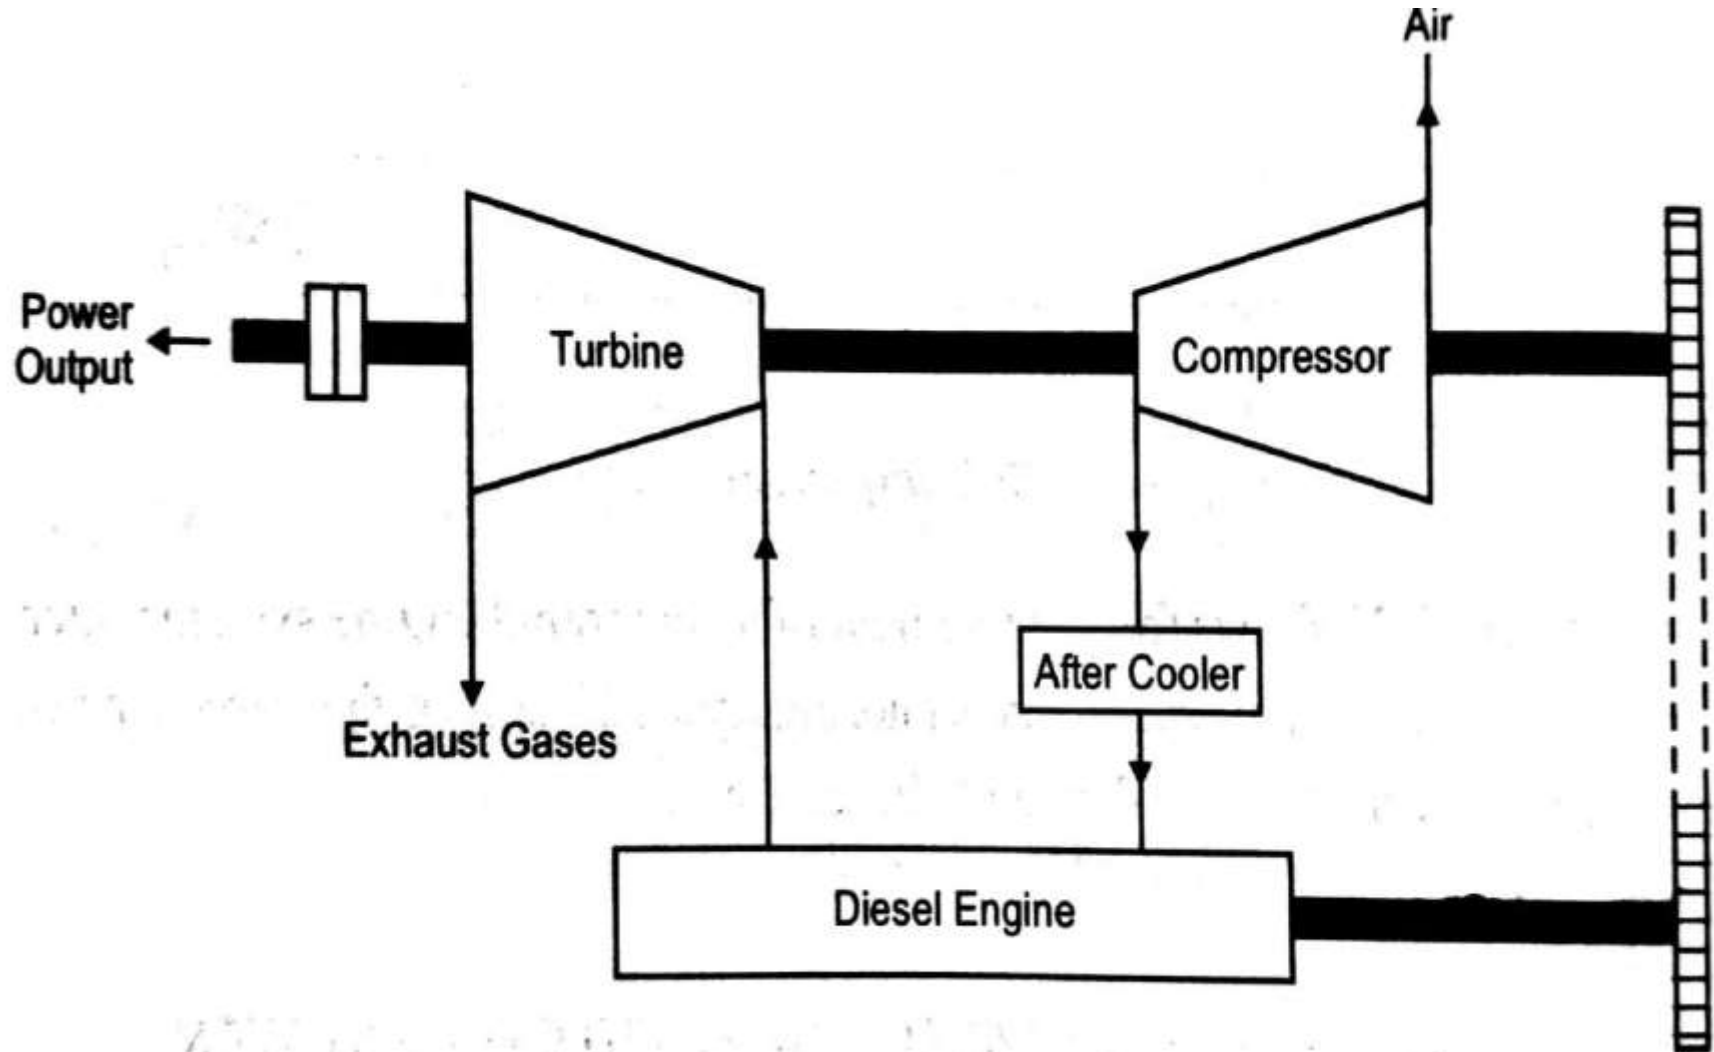 Air
Power
Output
Turbine
Compressor
After Cooler
Exhaust Gases
Diesel Engine